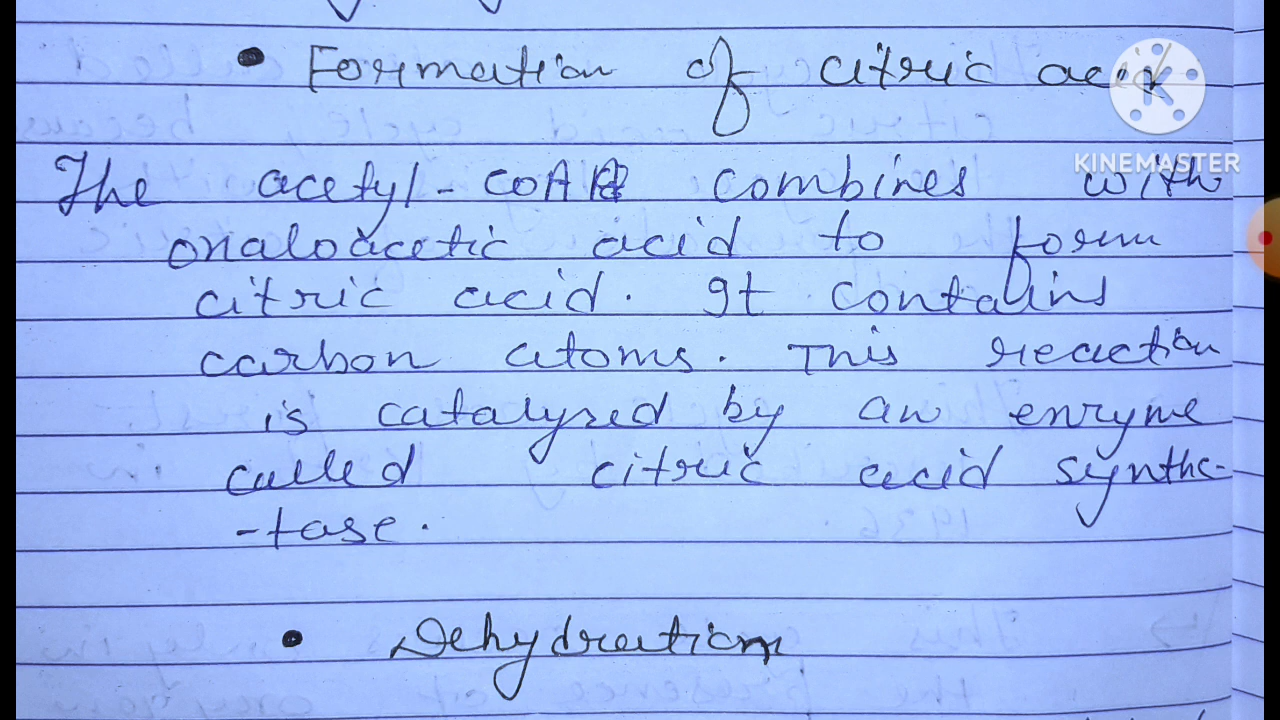 • Formation of citric acid
KINEMASTER
The acetyl-COA combines with
oxaloacetic acid to form
citric acid. It contains
carbon atoms. This reaction
is catalyzed by an enzyme
called citric acid synthe-
-tase.
• Dehydration